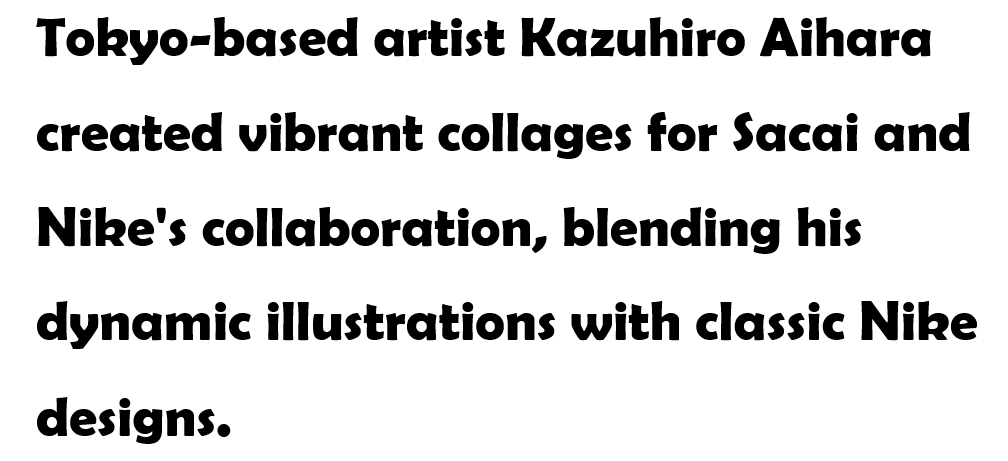 Tokyo-based artist Kazuhiro Aihara
created vibrant collages for Sacai and
Nike's collaboration, blending his
dynamic illustrations with classic Nike
designs.